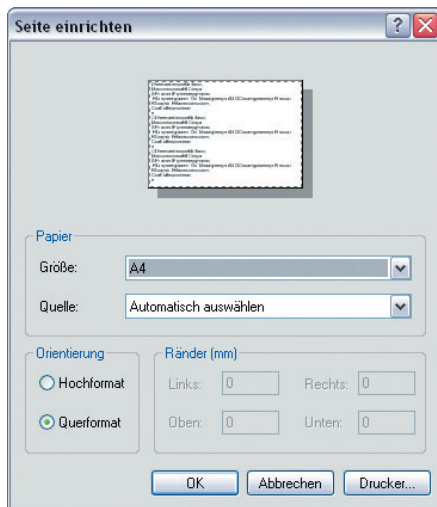 Seite einrichten
Papier
Größe: A4
Quelle: Automatisch auswählen
Orientierung
Hochformat
Querformat
Ränder (mm)
Links: 0 Rechts: 0
Oben: 0 Unten: 0
OK Abbrechen Drucker...